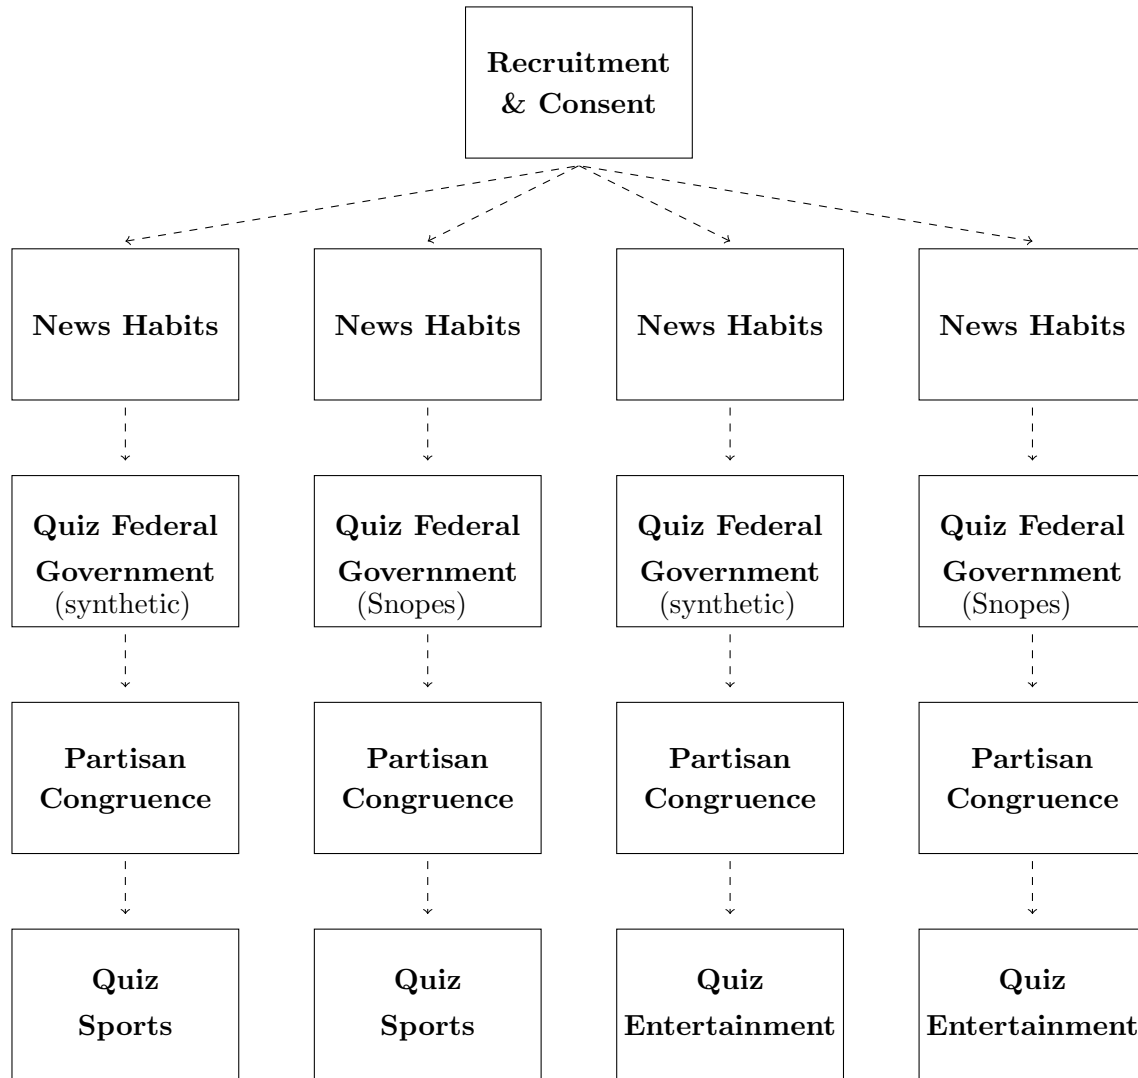 Recruitment
& Consent
News Habits
News Habits
News Habits
News Habits
Quiz Federal
Government
(synthetic)
Quiz Federal
Government
(Snopes)
Quiz Federal
Government
(synthetic)
Quiz Federal
Government
(Snopes)
Partisan
Congruence
Partisan
Congruence
Partisan
Congruence
Partisan
Congruence
Quiz
Sports
Quiz
Sports
Quiz
Entertainment
Quiz
Entertainment